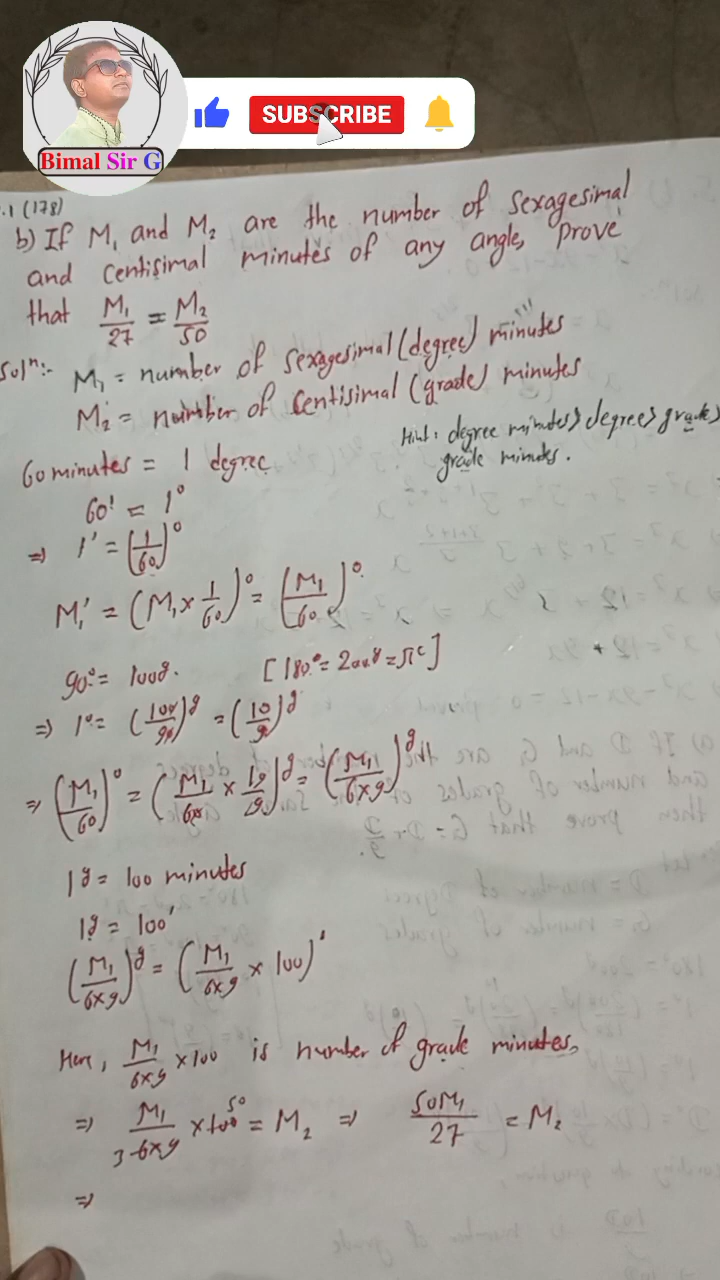 Bimal Sir G
SUBSCRIBE
.1 (178)
b) If M₁ and M₂ are the number of sexagesimal
and centisimal minutes of any angle, prove
that M₁/27 = M₂/50
Solⁿ:- M₁ = number of sexagesimal (degree) minutes
M₂ = number of centisimal (grade) minutes
Hint: degree minutes > degree > grade >
grade minutes.
60 minutes = 1 degree
60' = 1°
⇒ 1' = (1/60)°
M₁' = (M₁ × 1/60)° = (M₁/60)°
90° = 100g. [180° = 200g = πc]
⇒ 1° = (100/90)g = (10/9)g
⇒ (M₁/60)° = (M₁/60 × 10/9)g = (M₁/6×9)g
1g = 100 minutes
1g = 100'
(M₁/6×9)g = (M₁/6×9 × 100)'
Here, M₁/6×9 × 100 is number of grade minutes,
⇒ M₁/3 6×9 × 100 50 = M₂ ⇒ 50M₁/27 = M₂
⇒